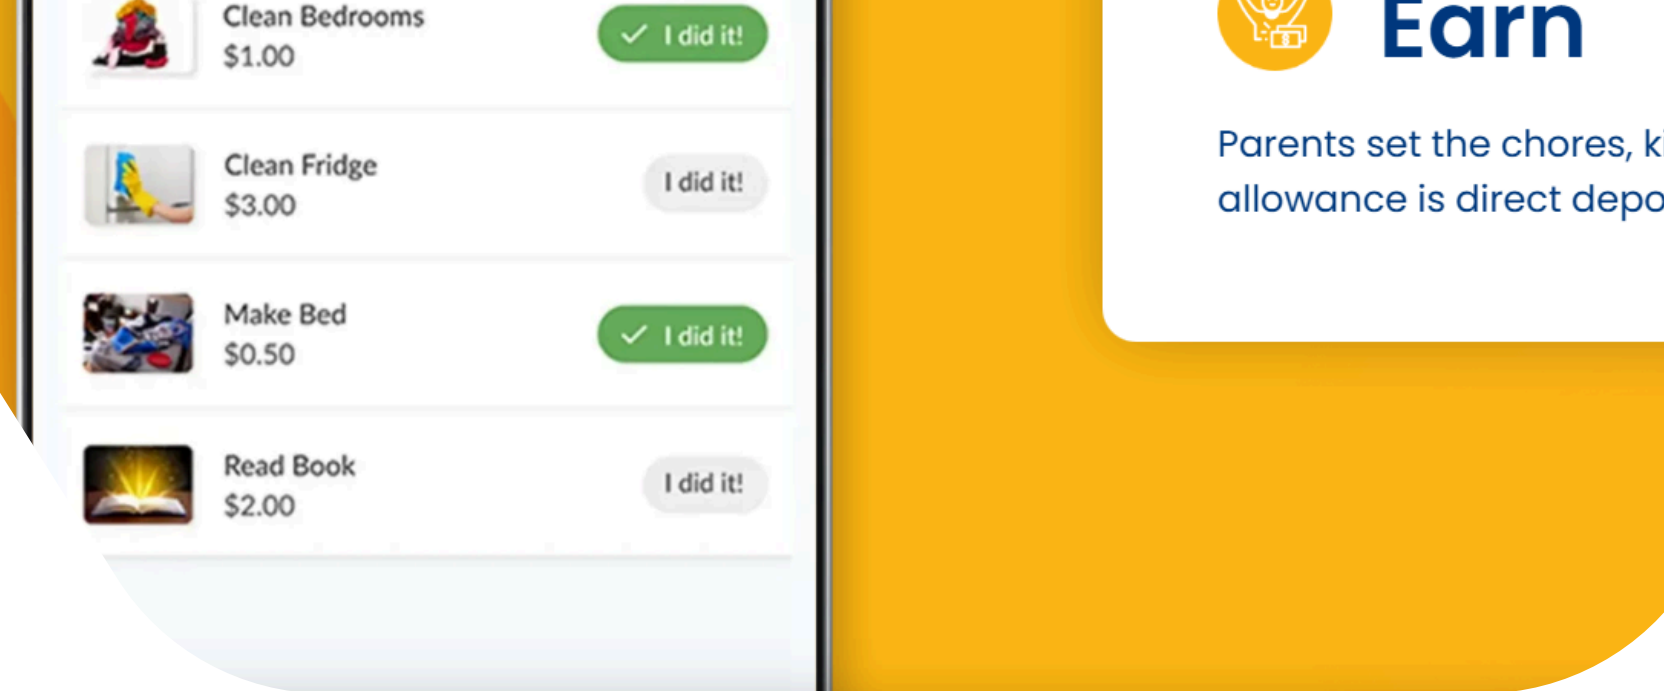 Clean Bedrooms
$1.00
I did it!
Clean Fridge
$3.00
I did it!
Make Bed
$0.50
I did it!
Read Book
$2.00
I did it!
Earn
Parents set the chores,
allowance is direct